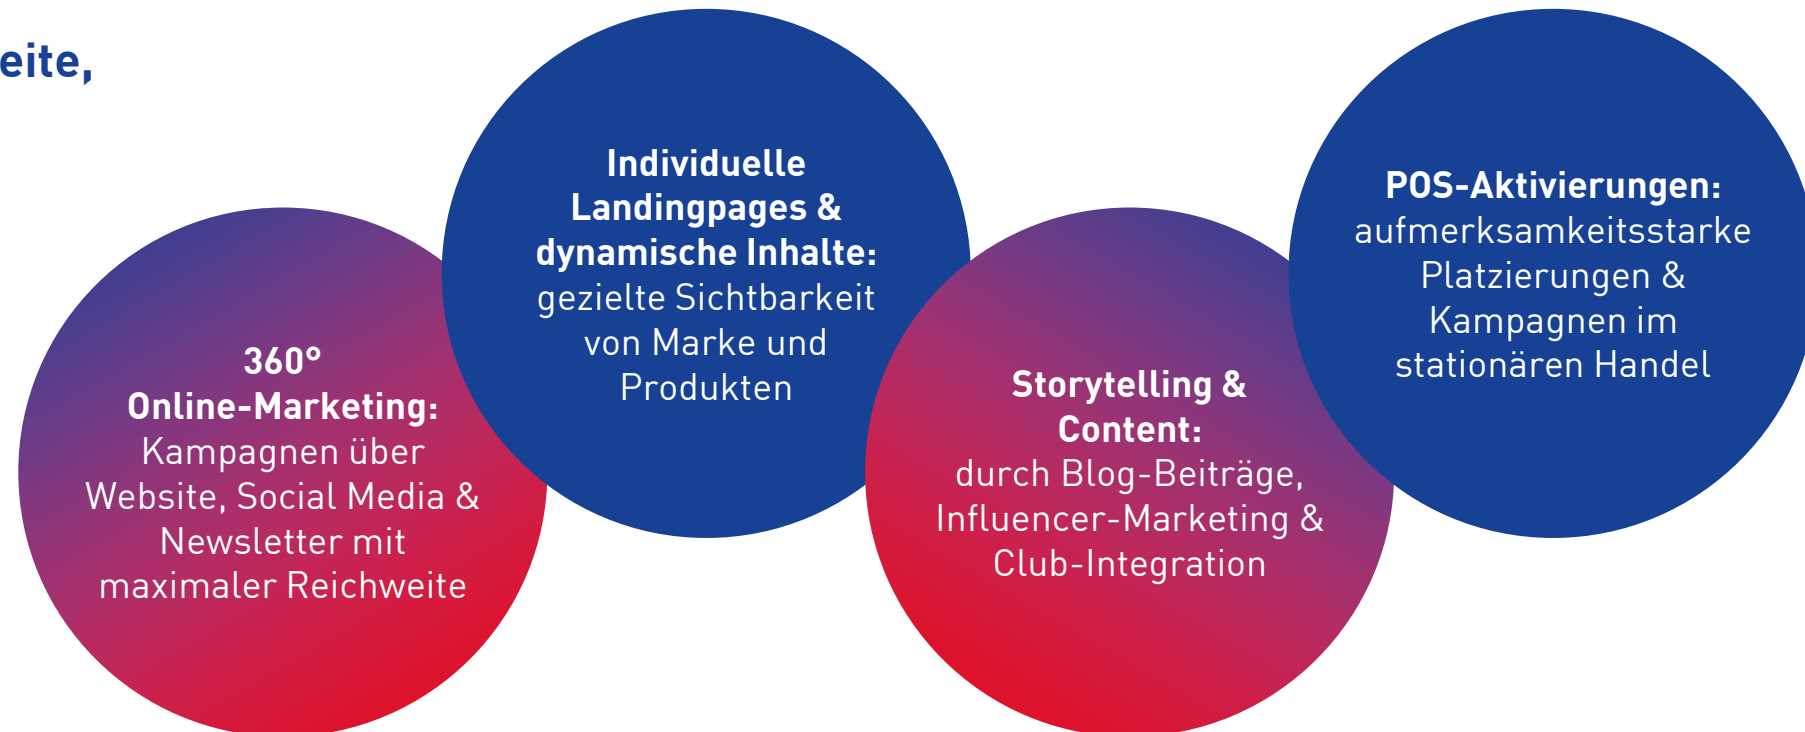 eite,
360°
Online-Marketing:
Kampagnen über
Website, Social Media &
Newsletter mit
maximaler Reichweite
Individuelle
Landingpages &
dynamische Inhalte:
gezielte Sichtbarkeit
von Marke und
Produkten
Storytelling &
Content:
durch Blog-Beiträge,
Influencer-Marketing &
Club-Integration
POS-Aktivierungen:
aufmerksamkeitsstarke
Platzierungen &
Kampagnen im
stationären Handel